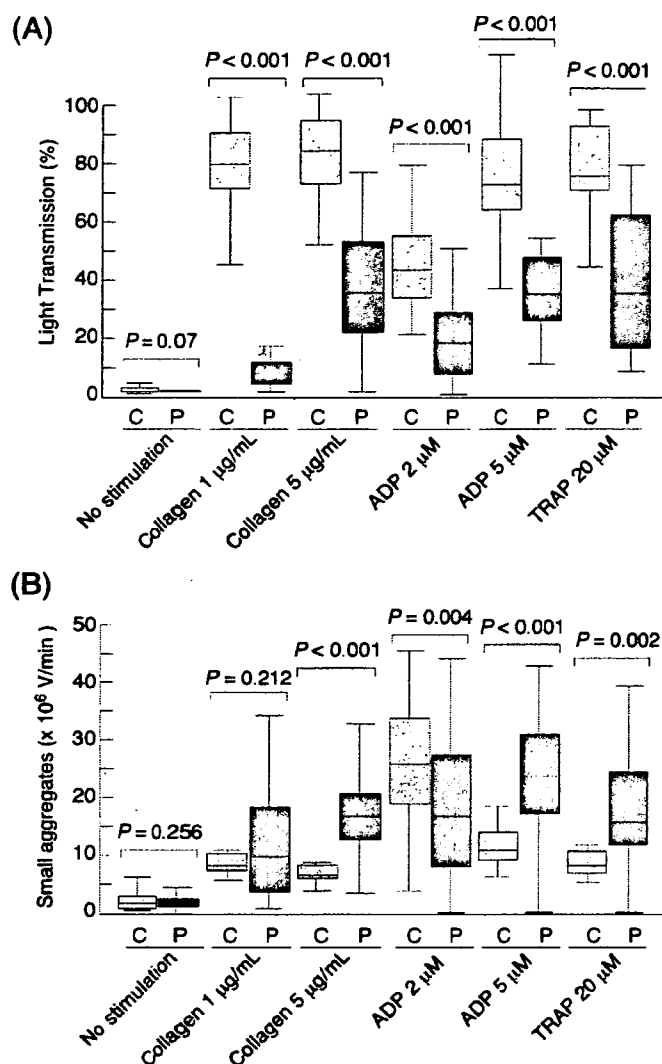 (A)
P < 0.001 P < 0.001 P < 0.001 P < 0.001 P < 0.001
P = 0.07
Light Transmission (%)
100
80
60
40
20
0
C P C P C P C P C P C P
No stimulation
Collagen 1 µg/mL
Collagen 5 µg/mL
ADP 2 µM
ADP 5 µM
TRAP 20 µM
(B)
P = 0.256 P = 0.212 P < 0.001 P = 0.004 P < 0.001 P = 0.002
Small aggregates (x 10⁶ V/min)
50
40
30
20
10
0
C P C P C P C P C P C P
No stimulation
Collagen 1 µg/mL
Collagen 5 µg/mL
ADP 2 µM
ADP 5 µM
TRAP 20 µM